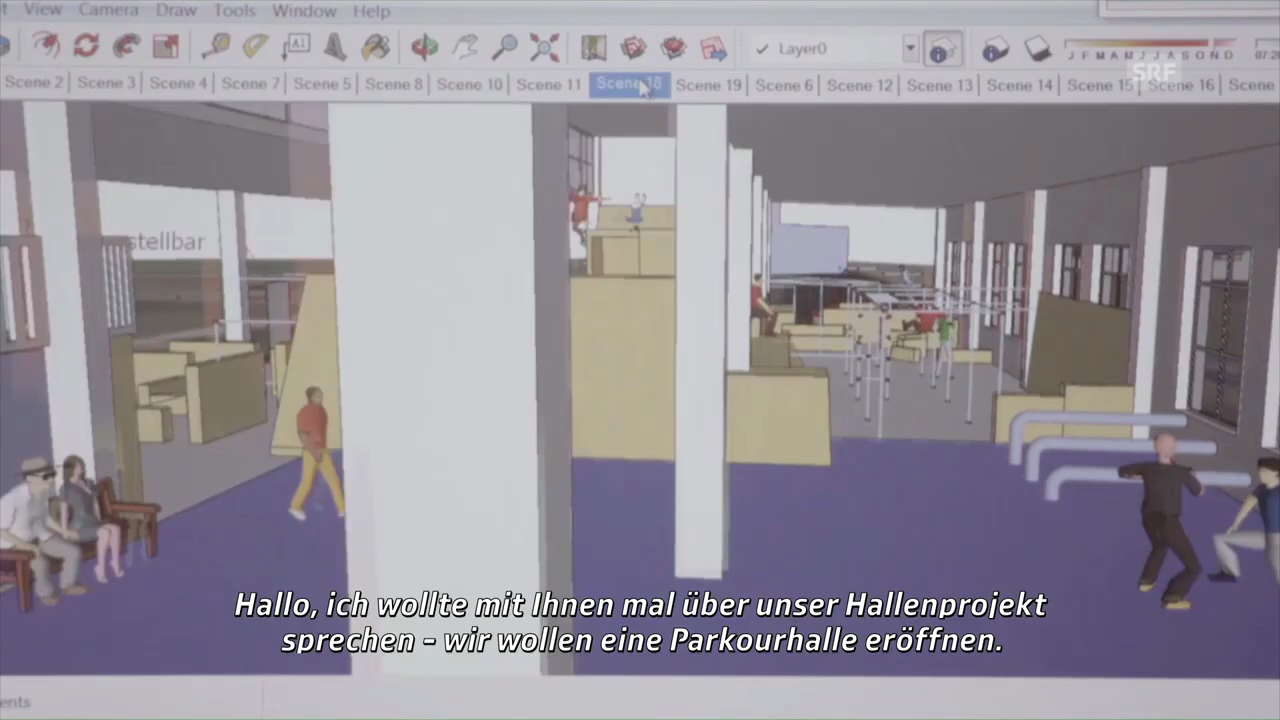 View Camera Draw Tools Window Help
A1
Layer0
J F M A M J J A S O N D
SRF
Scene 2 Scene 3 Scene 4 Scene 7 Scene 5 Scene 8 Scene 10 Scene 11 Scene 18 Scene 19 Scene 6 Scene 12 Scene 13 Scene 14 Scene 15 Scene 16 Scene
stellbar
Hallo, ich wollte mit Ihnen mal über unser Hallenprojekt
sprechen - wir wollen eine Parkourhalle eröffnen.
ents